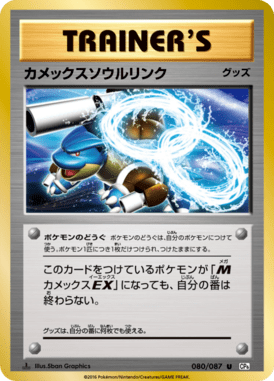 TRAINER'S
カメックスソウルリンク
グッズ
ポケモンのどうぐ ポケモンのどうぐは、自分のポケモンにつけて
使う。ポケモン1匹につき1枚だけつけられ、つけたままにする。
このカードをつけているポケモンが「M
カメックスEX」になっても、自分の番は
終わらない。
グッズは、自分の番に何枚でも使える。
Illus.5ban Graphics
080/087 U CP6
©2016 Pokémon/Nintendo/Creatures/GAME FREAK.